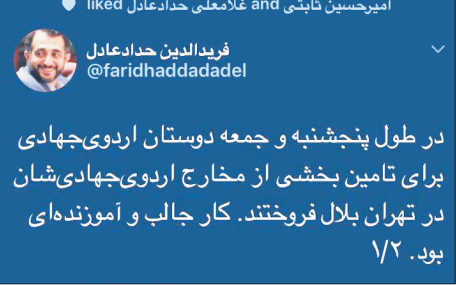 امیرحسین ثابتی and غلامعلی حدادعادل liked
فریدالدین حدادعادل
@faridhaddadadel
در طول پنجشنبه و جمعه دوستان اردوی‌جهادی
برای تامین بخشی از مخارج اردوی‌جهادی‌شان
در تهران بلال فروختند. کار جالب و آموزنده‌ای
بود. ۱/۲